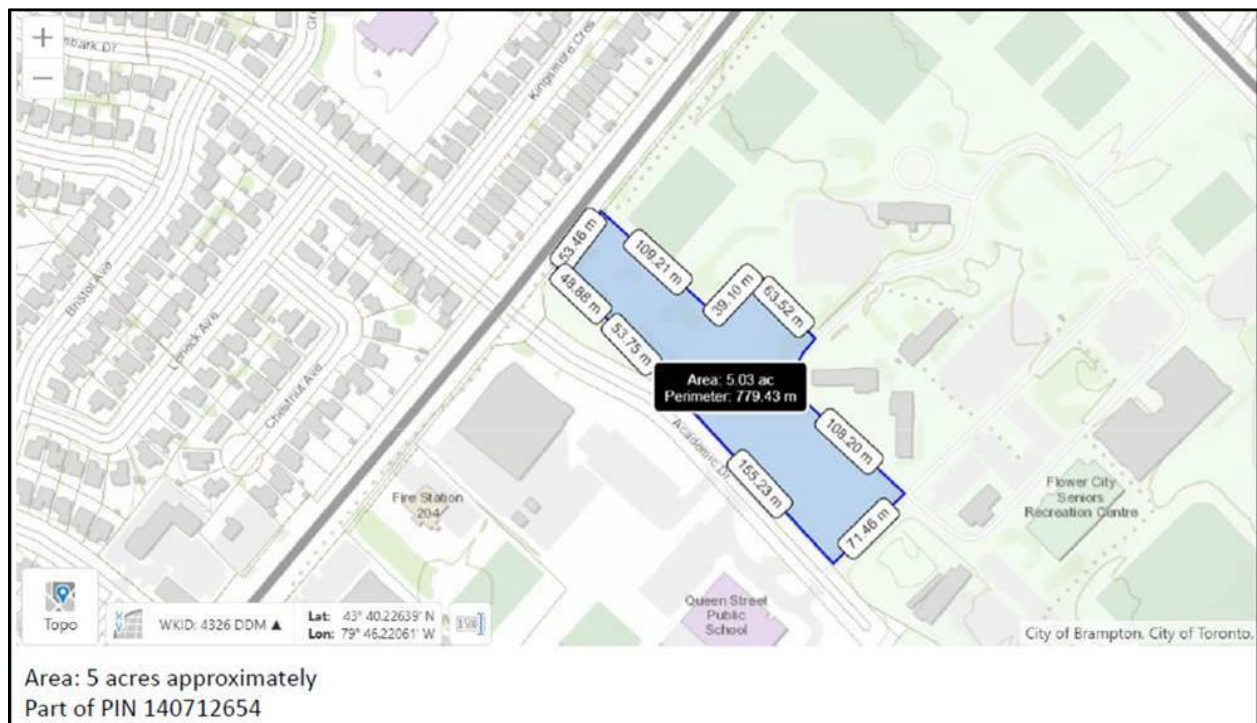 nbark Dr
Kingsmere Cres
Bristol Ave
Chestnut Ave
53.46 m
109.21 m
39.10 m
63.52 m
48.88 m
53.75 m
Area: 5.03 ac
Perimeter: 779.43 m
108.20 m
Academic Dr
155.23 m
71.46 m
Fire Station
204
Flower City
Seniors
Recreation Centre
Queen Street
Public
School
Topo
WKID: 4326 DDM ▲
Lat: 43° 40.22639' N
Lon: 79° 46.22061' W
City of Brampton, City of Toronto,
Area: 5 acres approximately
Part of PIN 140712654